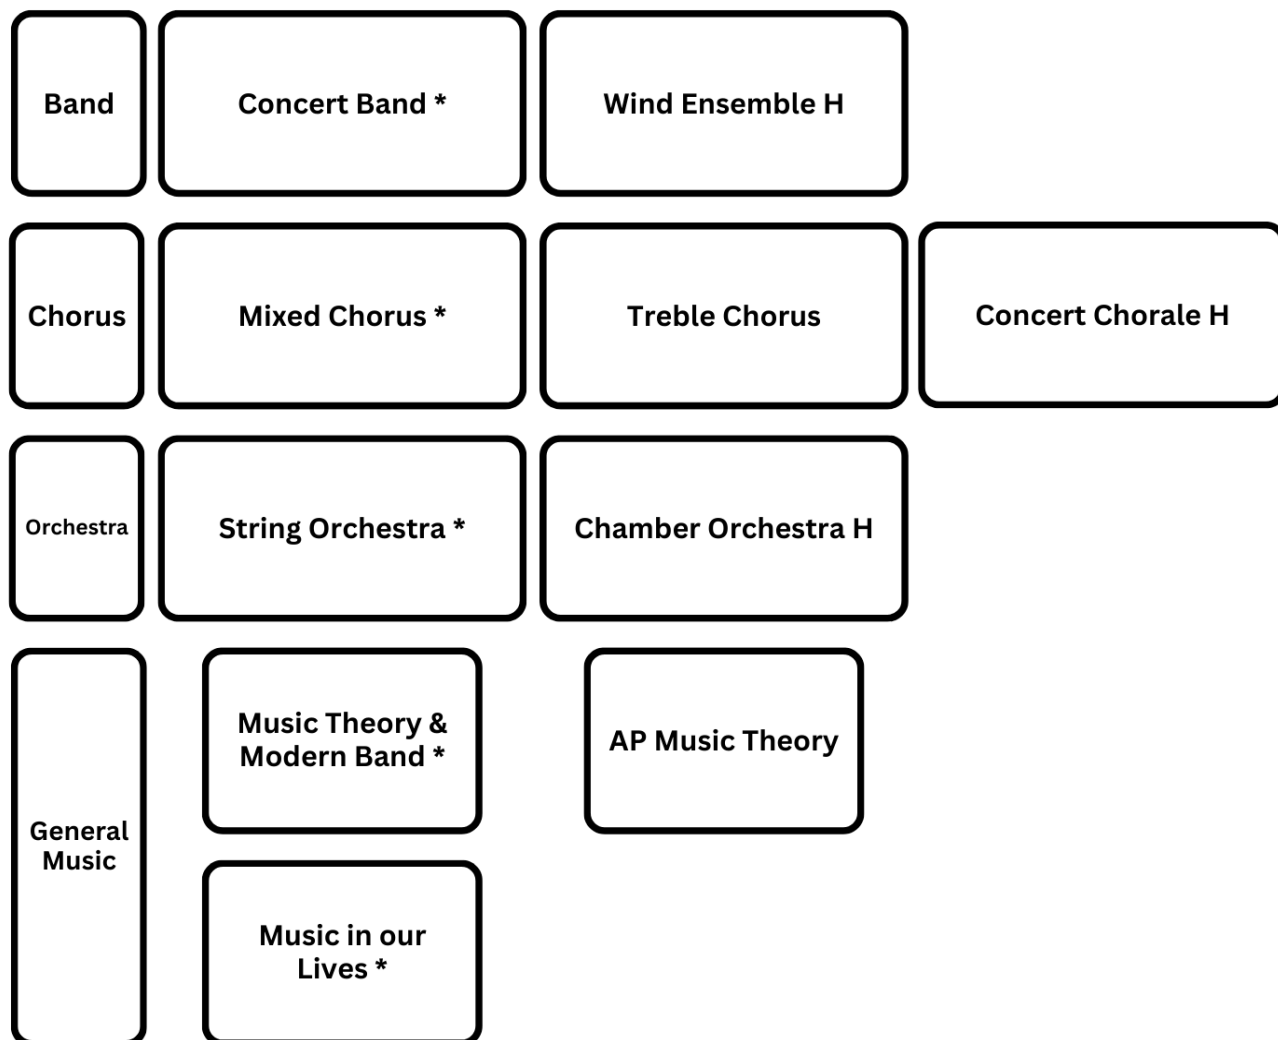 Band
Concert Band *
Wind Ensemble H
Chorus
Mixed Chorus *
Treble Chorus
Concert Chorale H
Orchestra
String Orchestra *
Chamber Orchestra H
General
Music
Music Theory &
Modern Band *
AP Music Theory
Music in our
Lives *